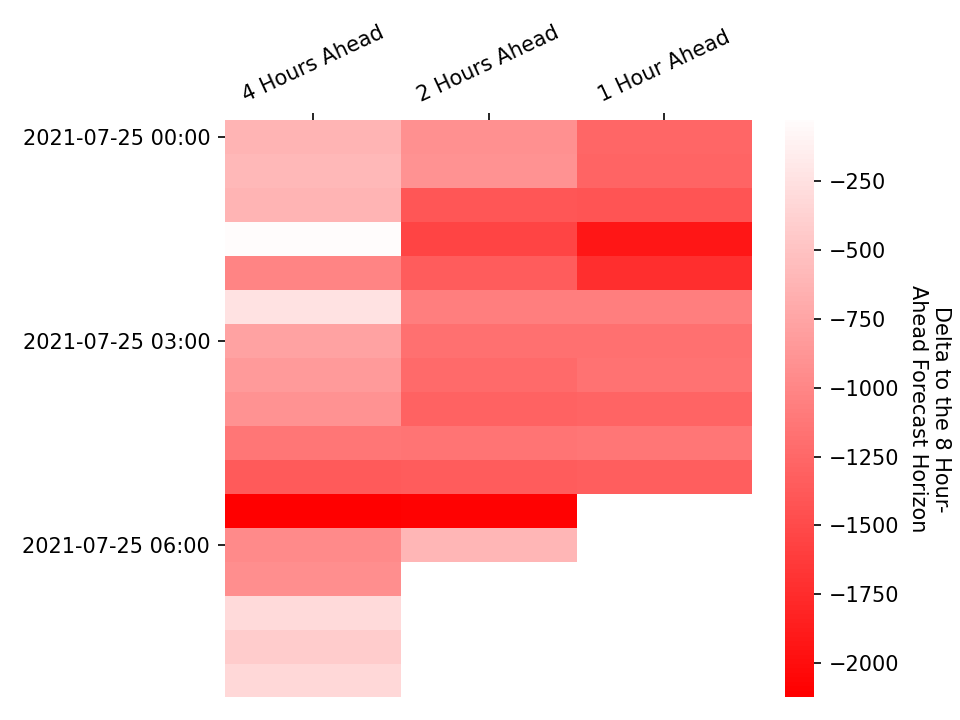 4 Hours Ahead
2 Hours Ahead
1 Hour Ahead
2021-07-25 00:00
2021-07-25 03:00
2021-07-25 06:00
−250
−500
−750
−1000
−1250
−1500
−1750
−2000
Delta to the 8 Hour-
Ahead Forecast Horizon